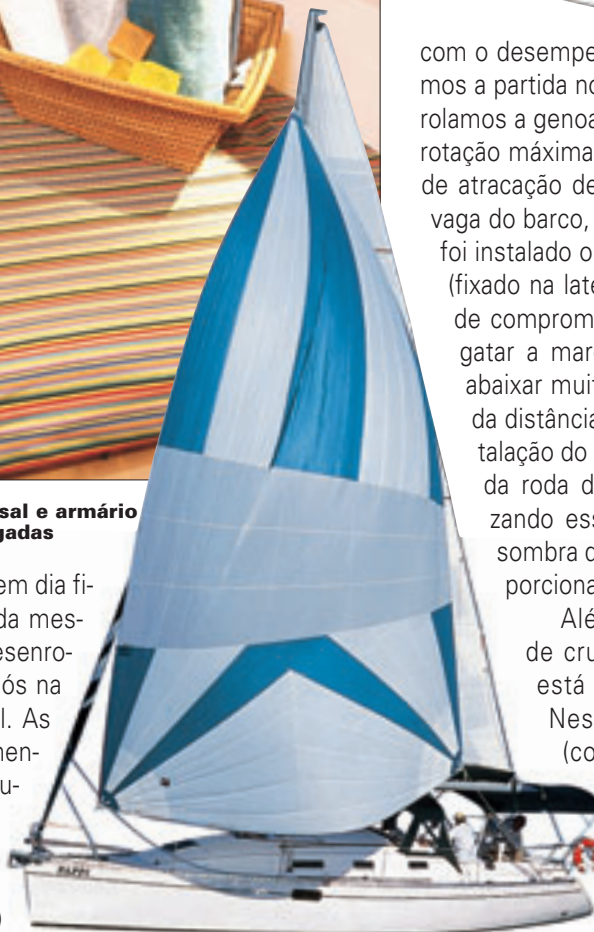 sal e armário
gadas
em dia fi-
da mes-
esenro-
ós na
l. As
nen-
u-
)
com o desempe
mos a partida no
rolamos a genoa
rotação máxima
de atracação de
vaga do barco,
foi instalado o
(fixado na late
de comprom
gatar a mar
abaixar muit
da distância
talação do
da roda d
zando ess
sombra d
porciona
Alé
de cru
está
Nes
(co